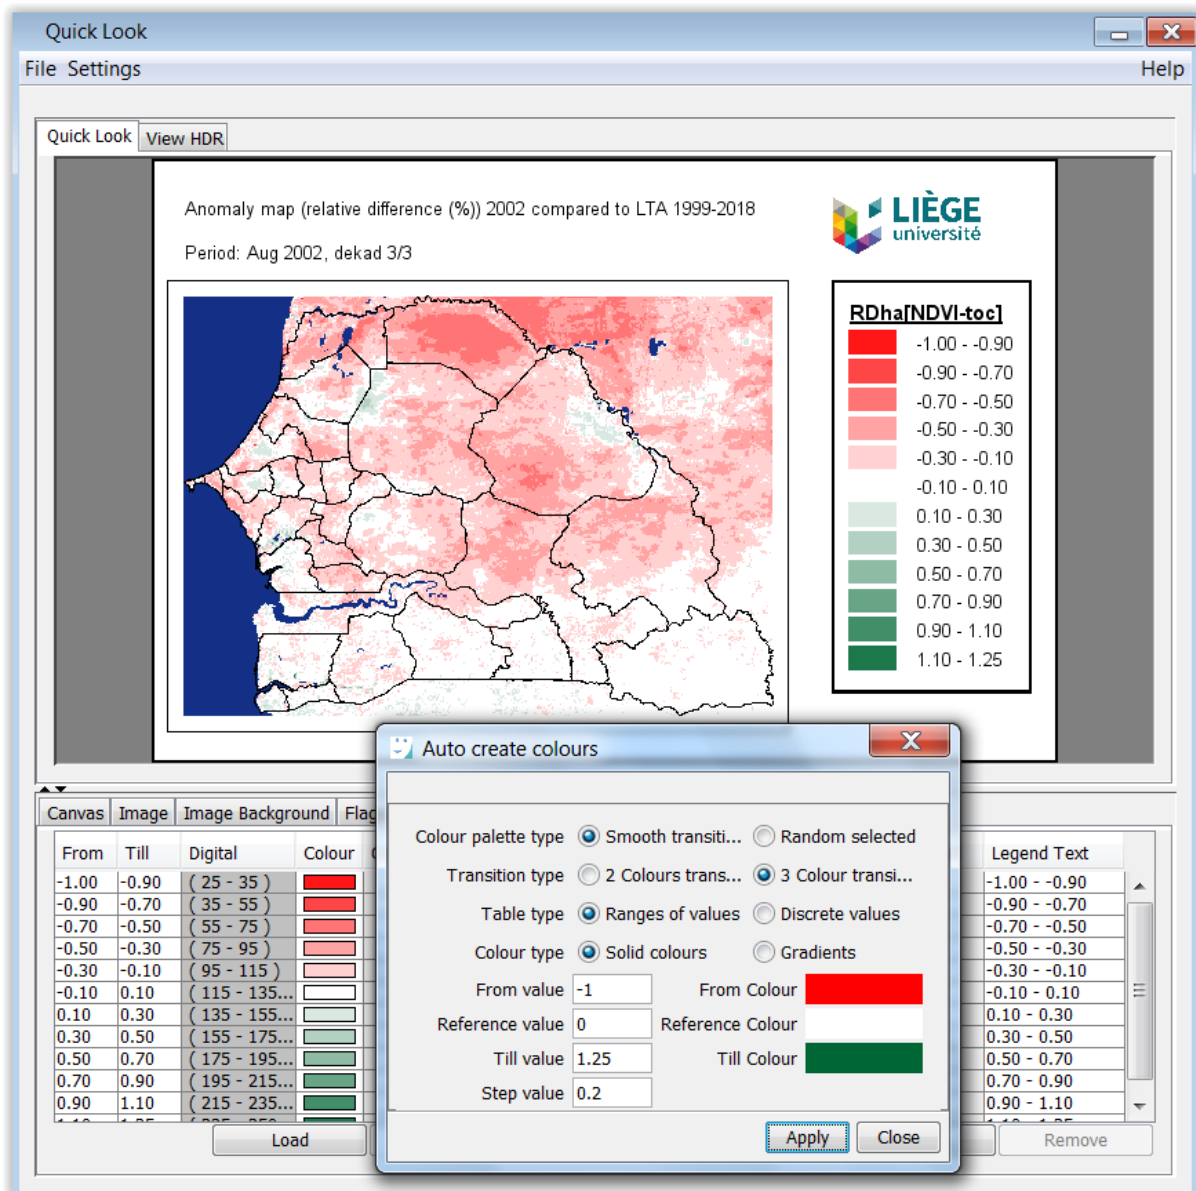 Quick Look
File Settings Help
Quick Look View HDR
Anomaly map (relative difference (%)) 2002 compared to LTA 1999-2018
Period: Aug 2002, dekad 3/3
LIÈGE
université
RDha[NDVI-toc]
-1.00 - -0.90
-0.90 - -0.70
-0.70 - -0.50
-0.50 - -0.30
-0.30 - -0.10
-0.10 - 0.10
0.10 - 0.30
0.30 - 0.50
0.50 - 0.70
0.70 - 0.90
0.90 - 1.10
1.10 - 1.25
Canvas Image Image Background
From Till Digital Colour Legend Text
-1.00 -0.90 ( 25 - 35 ) -1.00 - -0.90
-0.90 -0.70 ( 35 - 55 ) -0.90 - -0.70
-0.70 -0.50 ( 55 - 75 ) -0.70 - -0.50
-0.50 -0.30 ( 75 - 95 ) -0.50 - -0.30
-0.30 -0.10 ( 95 - 115 ) -0.30 - -0.10
-0.10 0.10 ( 115 - 135... -0.10 - 0.10
0.10 0.30 ( 135 - 155... 0.10 - 0.30
0.30 0.50 ( 155 - 175... 0.30 - 0.50
0.50 0.70 ( 175 - 195... 0.50 - 0.70
0.70 0.90 ( 195 - 215... 0.70 - 0.90
0.90 1.10 ( 215 - 235... 0.90 - 1.10
Load Remove
Auto create colours
Colour palette type Smooth transiti... Random selected
Transition type 2 Colours trans... 3 Colour transi...
Table type Ranges of values Discrete values
Colour type Solid colours Gradients
From value -1 From Colour
Reference value 0 Reference Colour
Till value 1.25 Till Colour
Step value 0.2
Apply Close